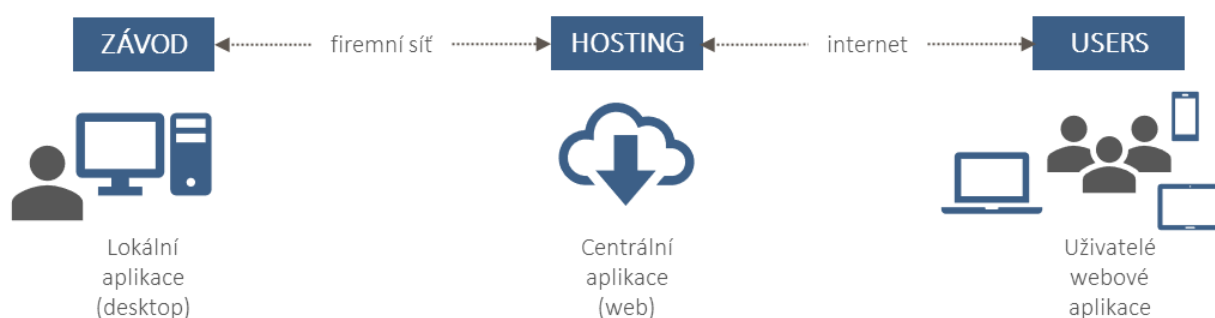 ZÁVOD
firemní síť
HOSTING
internet
USERS
Lokální
aplikace
(desktop)
Centrální
aplikace
(web)
Uživatelé
webové
aplikace